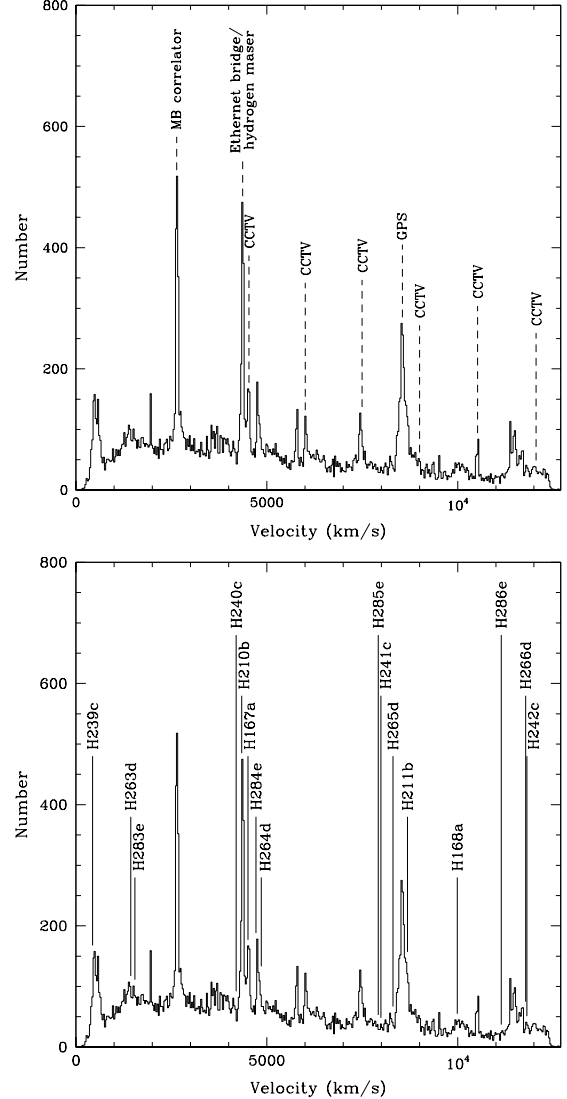 800
600
400
200
0
Number
MB correlator
Ethernet bridge/
hydrogen maser
CCTV
CCTV
CCTV
GPS
CCTV
CCTV
CCTV
0
5000
10⁴
Velocity (km/s)
800
600
400
200
0
Number
H239c
H263d
H283e
H240c
H210b
H167a
H284e
H264d
H285e
H241c
H265d
H211b
H168a
H286e
H266d
H242c
0
5000
10⁴
Velocity (km/s)